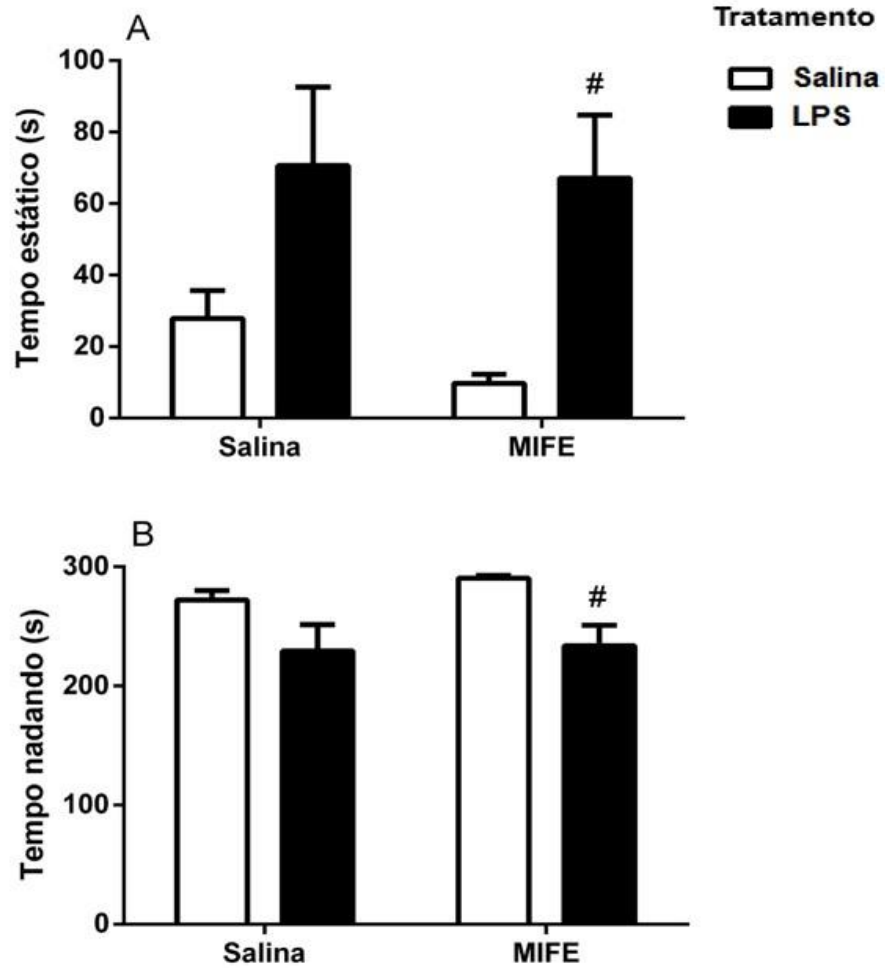 A
Tratamento
Salina
LPS
Tempo estático (s)
100
80
60
40
20
0
#
Salina
MIFE
B
Tempo nadando (s)
300
200
100
0
#
Salina
MIFE